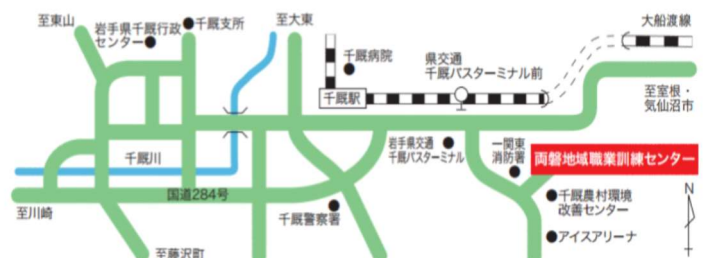 至東山
岩手県千厩行政
センター
千厩支所
至大東
千厩病院
県交通
千厩バスターミナル前
大船渡線
千厩駅
至室根・
気仙沼市
千厩川
岩手県交通
千厩バスターミナル
一関東
消防署
両磐地域職業訓練センター
国道284号
至川崎
千厩警察署
千厩農村環境
改善センター
N
アイスアリーナ
至藤沢町